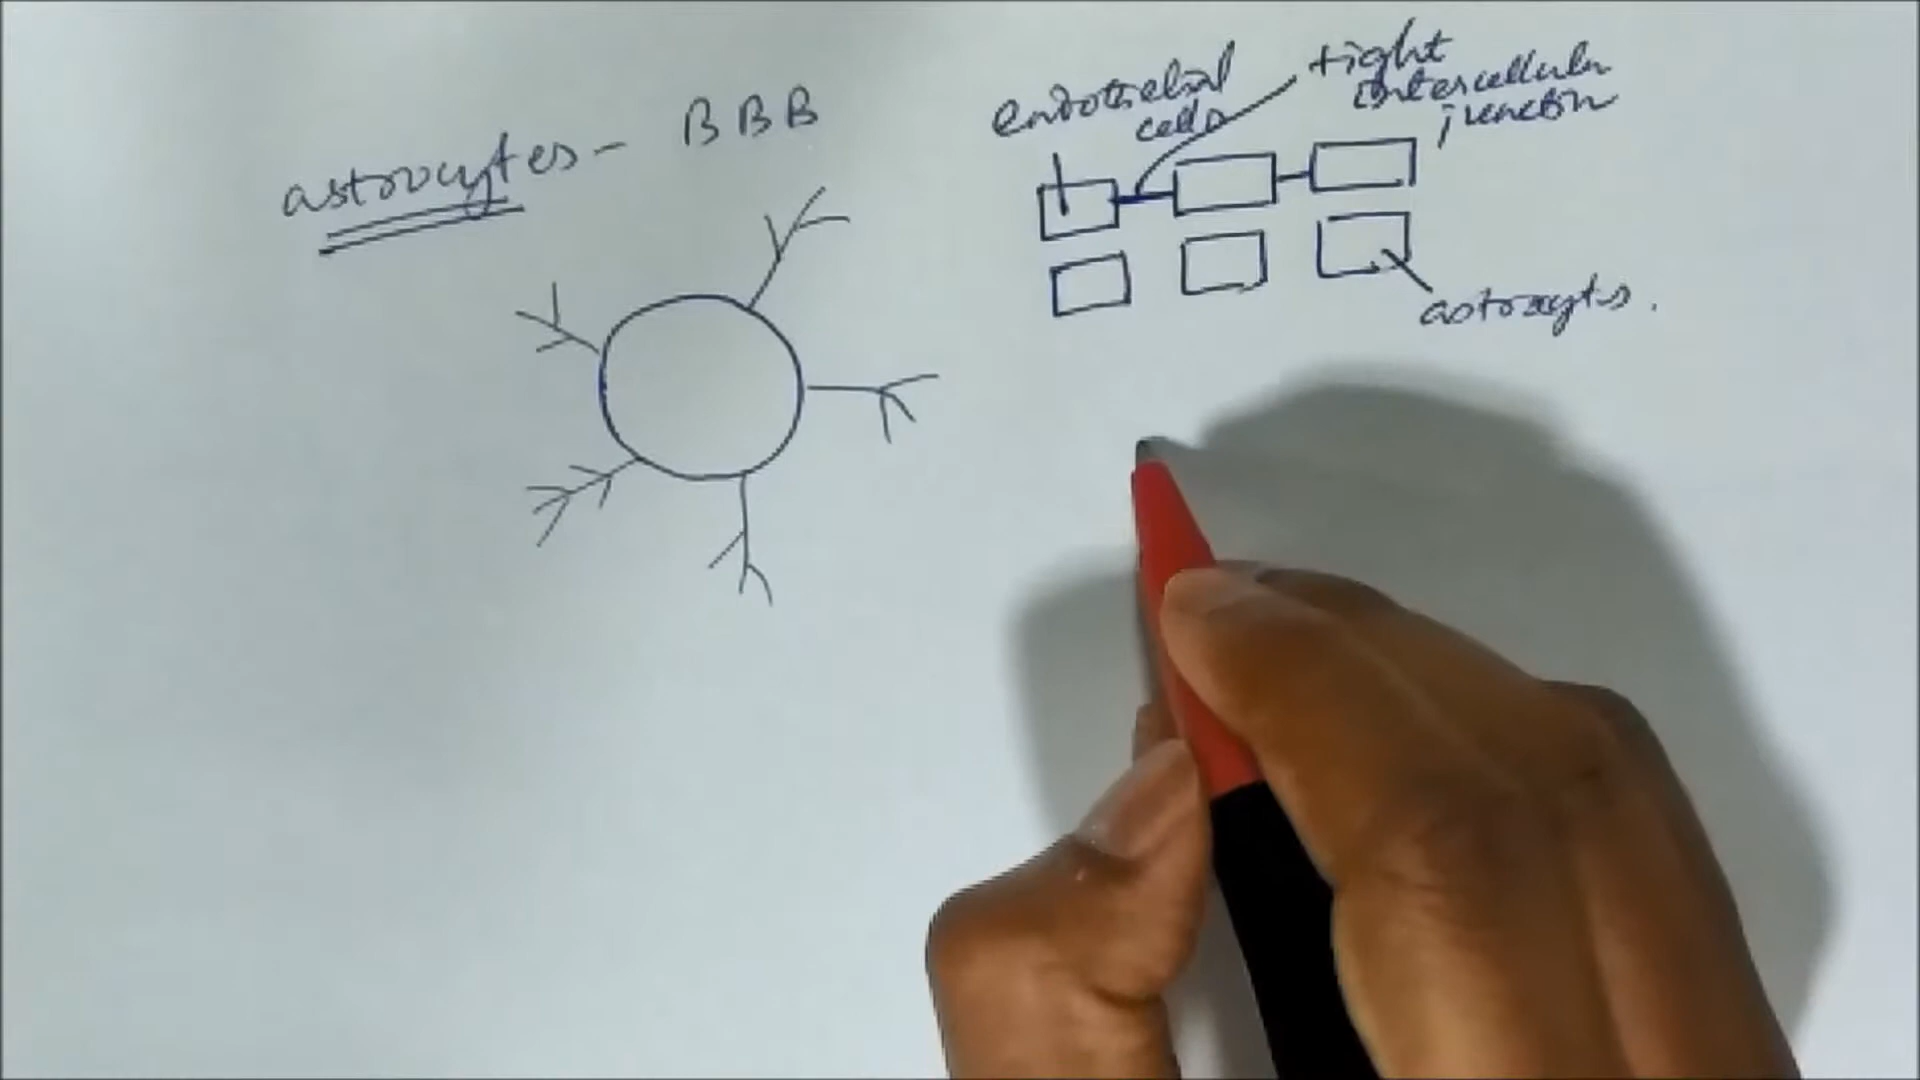 astrocytes - BBB
endothelial
cells
tight
intercellular
junction
astrocytes.